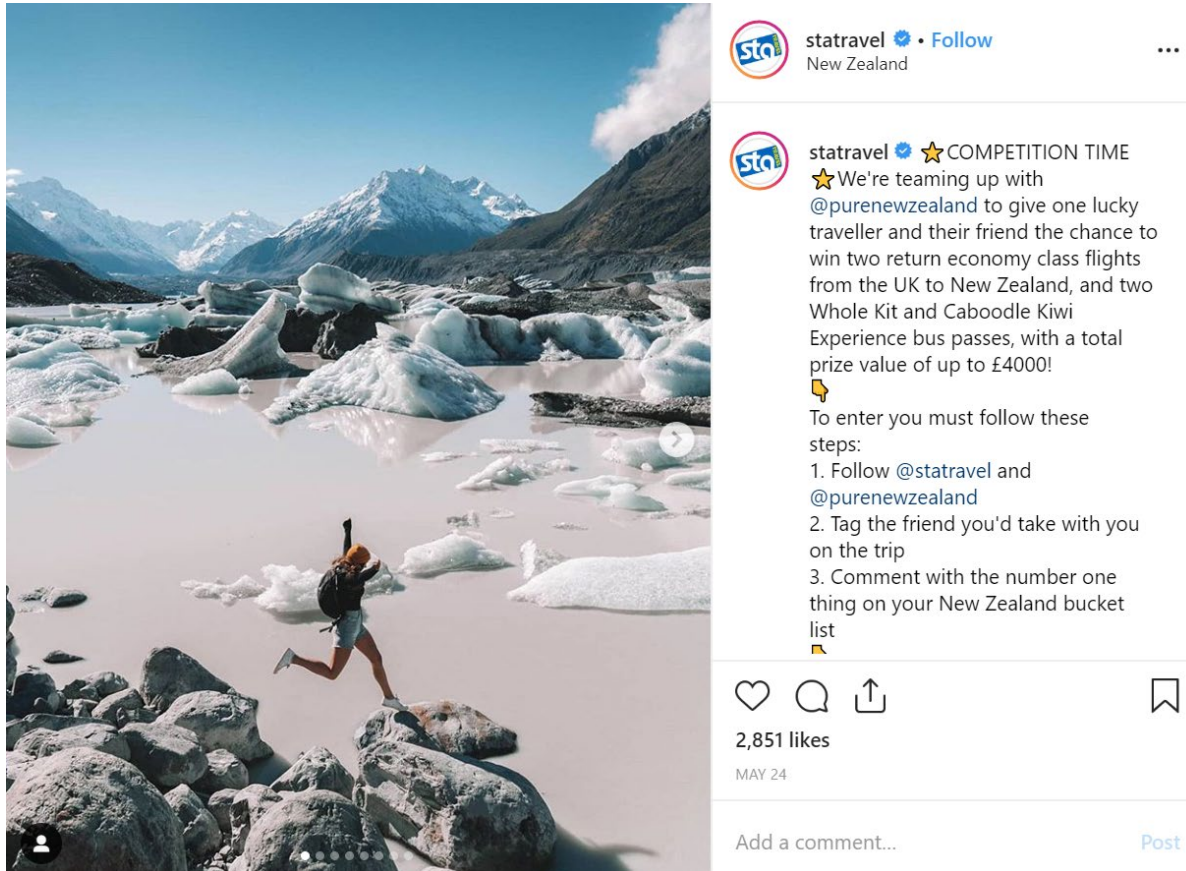 statravel • Follow
New Zealand
sta
sta
statravel ⭐COMPETITION TIME
⭐We're teaming up with
@purenewzealand to give one lucky
traveller and their friend the chance to
win two return economy class flights
from the UK to New Zealand, and two
Whole Kit and Caboodle Kiwi
Experience bus passes, with a total
prize value of up to £4000!
👇
To enter you must follow these
steps:
1. Follow @statravel and
@purenewzealand
2. Tag the friend you'd take with you
on the trip
3. Comment with the number one
thing on your New Zealand bucket
list
👇
2,851 likes
MAY 24
Add a comment...
Post